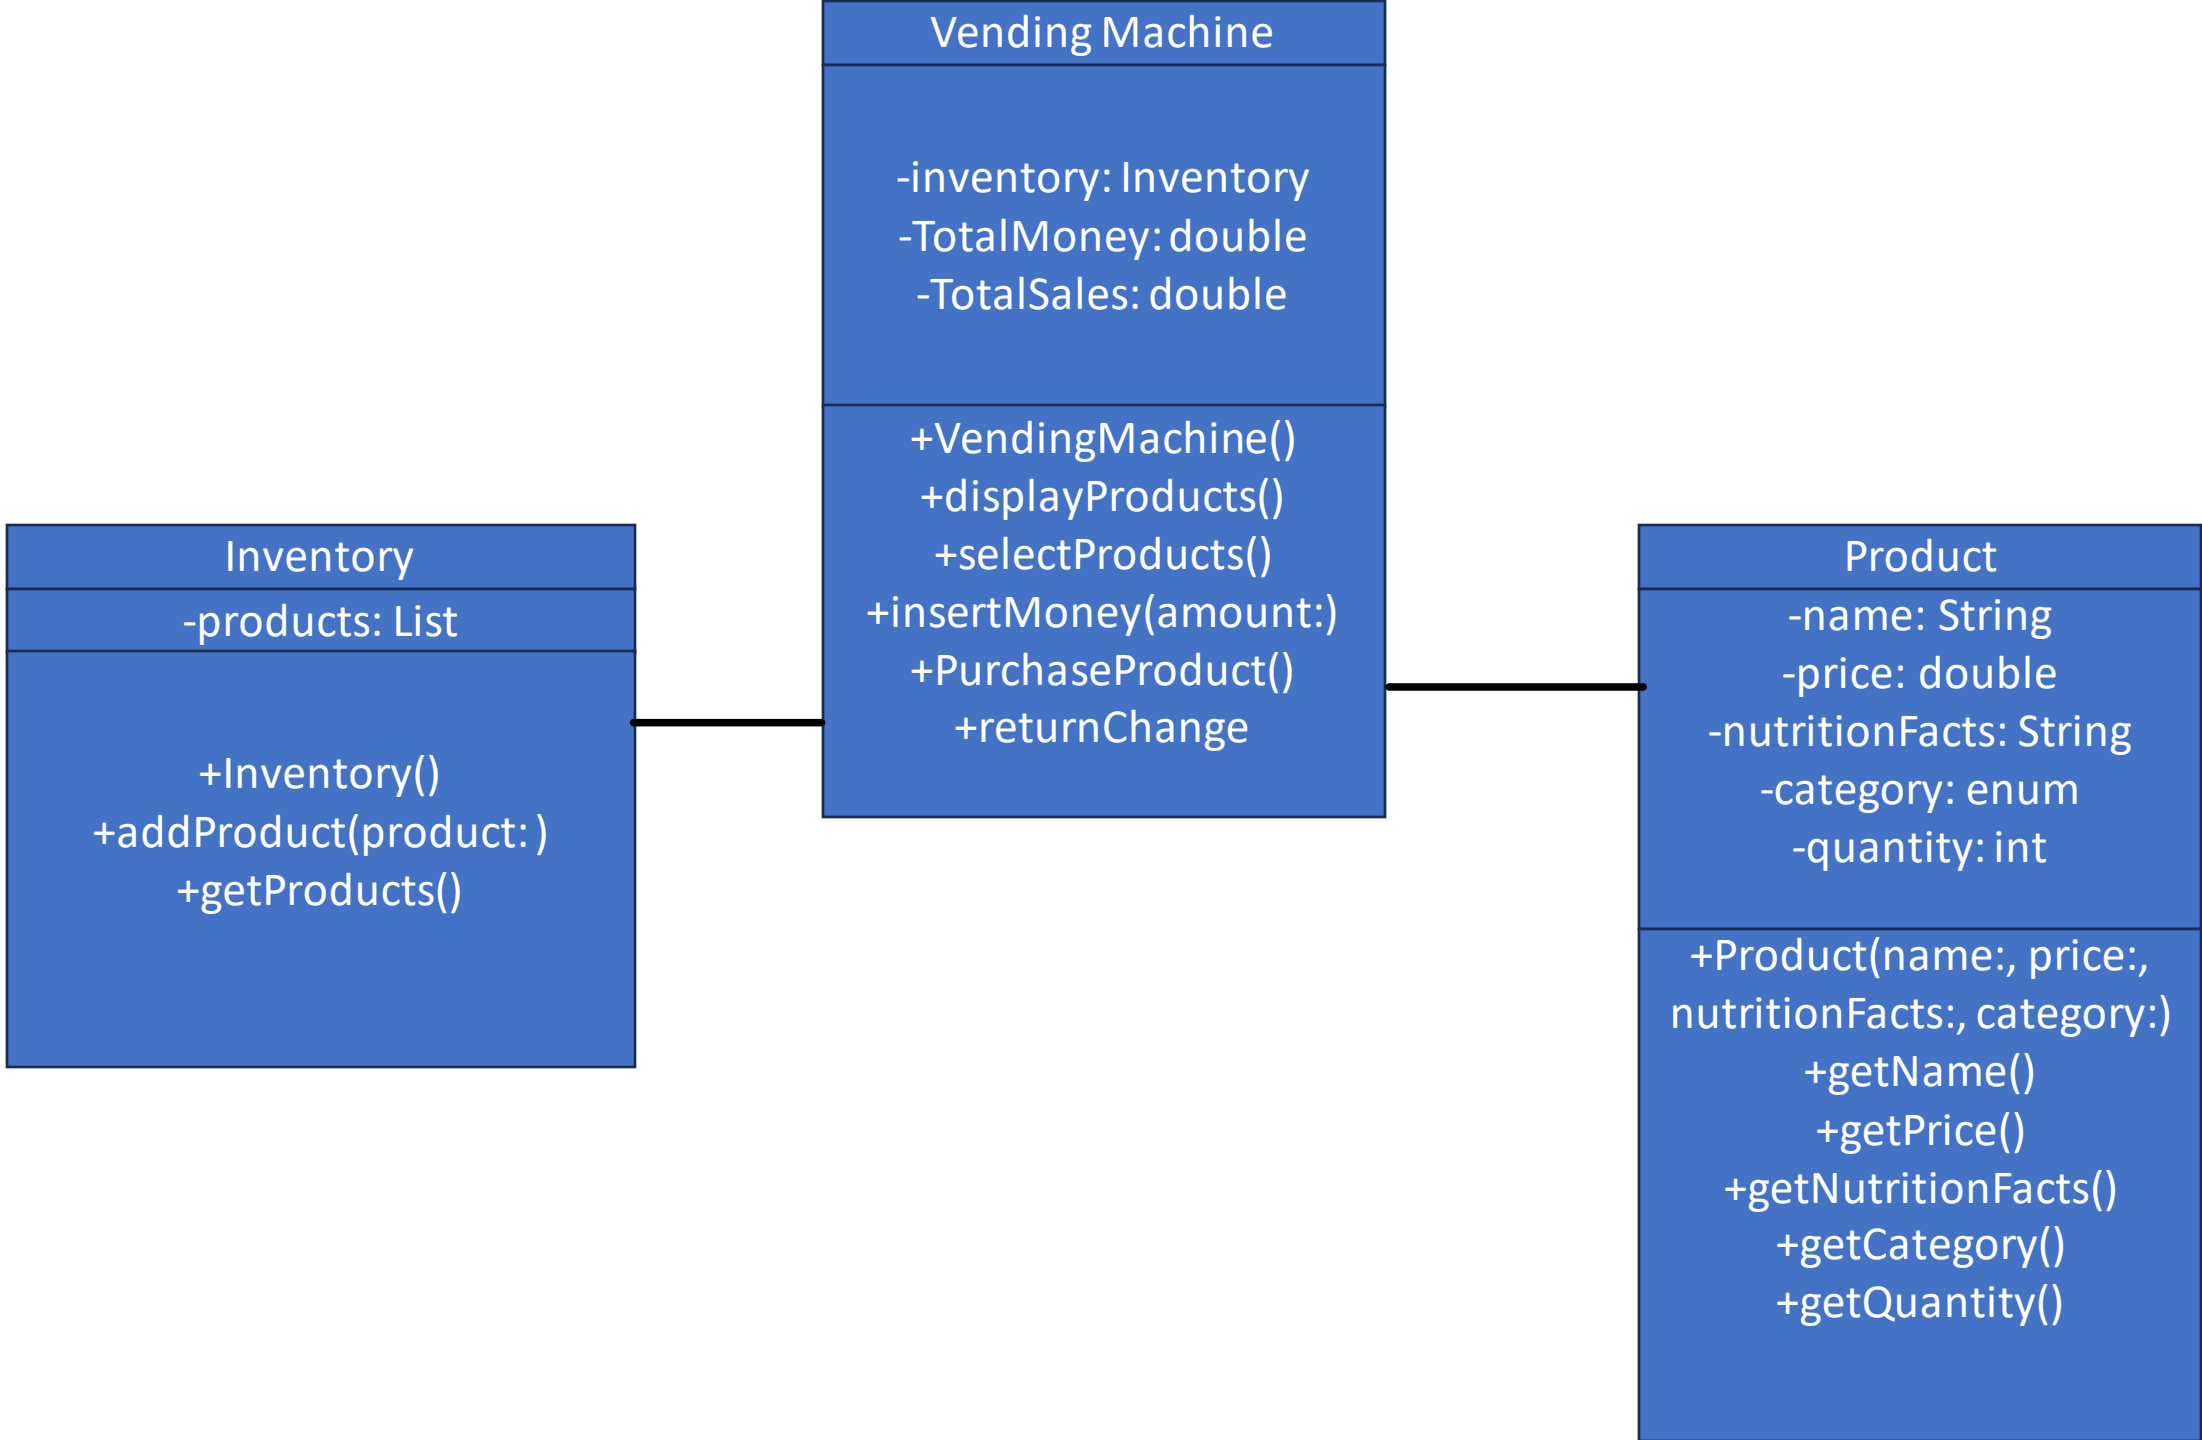 Vending Machine
-inventory: Inventory
-TotalMoney: double
-TotalSales: double
+VendingMachine()
+displayProducts()
+selectProducts()
+insertMoney(amount:)
+PurchaseProduct()
+returnChange
Inventory
-products: List
+Inventory()
+addProduct(product: )
+getProducts()
Product
-name: String
-price: double
-nutritionFacts: String
-category: enum
-quantity: int
+Product(name:, price:,
nutritionFacts:, category:)
+getName()
+getPrice()
+getNutritionFacts()
+getCategory()
+getQuantity()